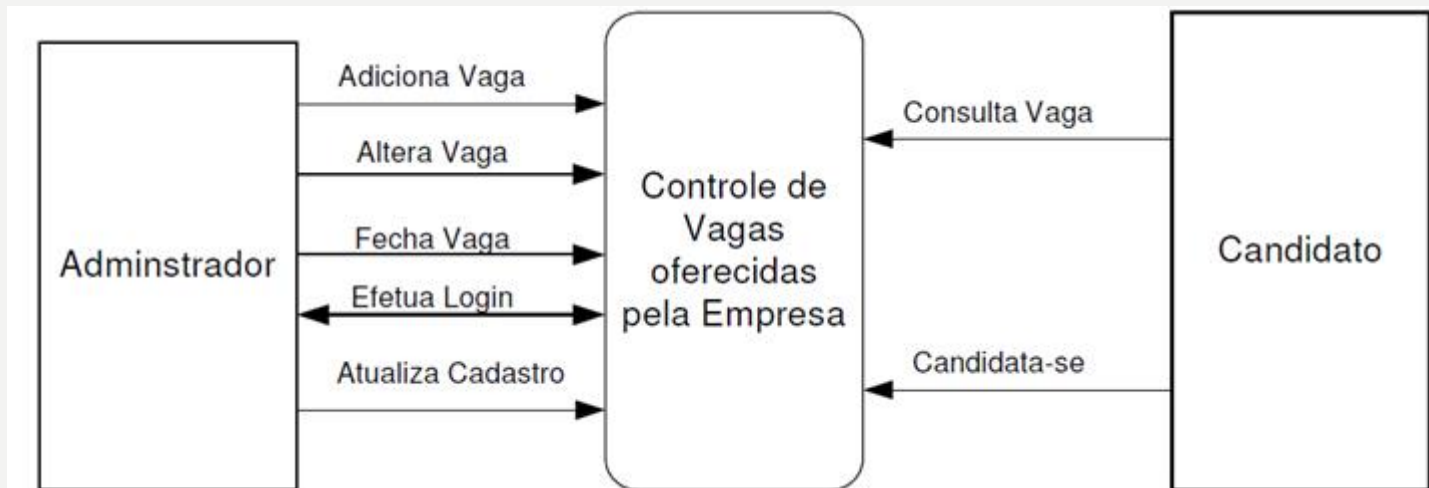 Adiciona Vaga
Altera Vaga
Fecha Vaga
Efetua Login
Atualiza Cadastro
Adminstrador
Controle de
Vagas
oferecidas
pela Empresa
Consulta Vaga
Candidata-se
Candidato